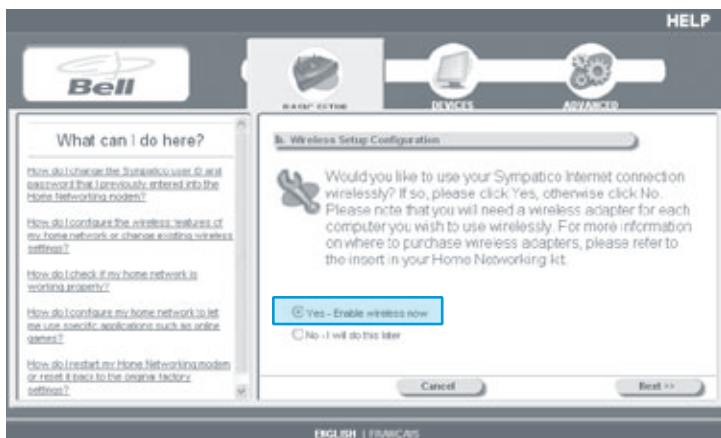 HELP
Bell
BASIC SETUP
DEVICES
ADVANCED
What can I do here?
How do I change the Sympatico user ID and
password that I previously entered into the
Home Networking modem?
How do I configure the wireless features of
my home network or change existing wireless
settings?
How do I check if my home network is
working properly?
How do I configure my home network to let
me use specific applications such as online
games?
How do I restart my Home Networking modem
or reset it back to the original factory
settings?
Wireless Setup Configuration
Would you like to use your Sympatico Internet connection
wirelessly? If so, please click Yes, otherwise click No.
Please note that you will need a wireless adapter for each
computer you wish to use wirelessly. For more information
on where to purchase wireless adapters, please refer to
the insert in your Home Networking kit.
Yes - Enable wireless now
No - I will do this later
Cancel
Next >>
ENGLISH | FRANCAIS